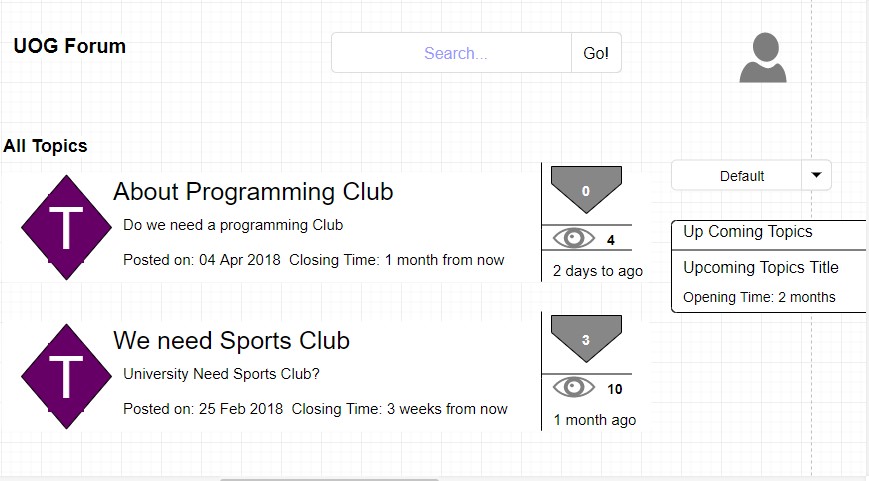 UOG Forum
Search...
Go!
All Topics
Default
T
About Programming Club
Do we need a programming Club
Posted on: 04 Apr 2018  Closing Time: 1 month from now
0
4
2 days to ago
Up Coming Topics
Upcoming Topics Title
Opening Time: 2 months
T
We need Sports Club
University Need Sports Club?
Posted on: 25 Feb 2018  Closing Time: 3 weeks from now
3
10
1 month ago